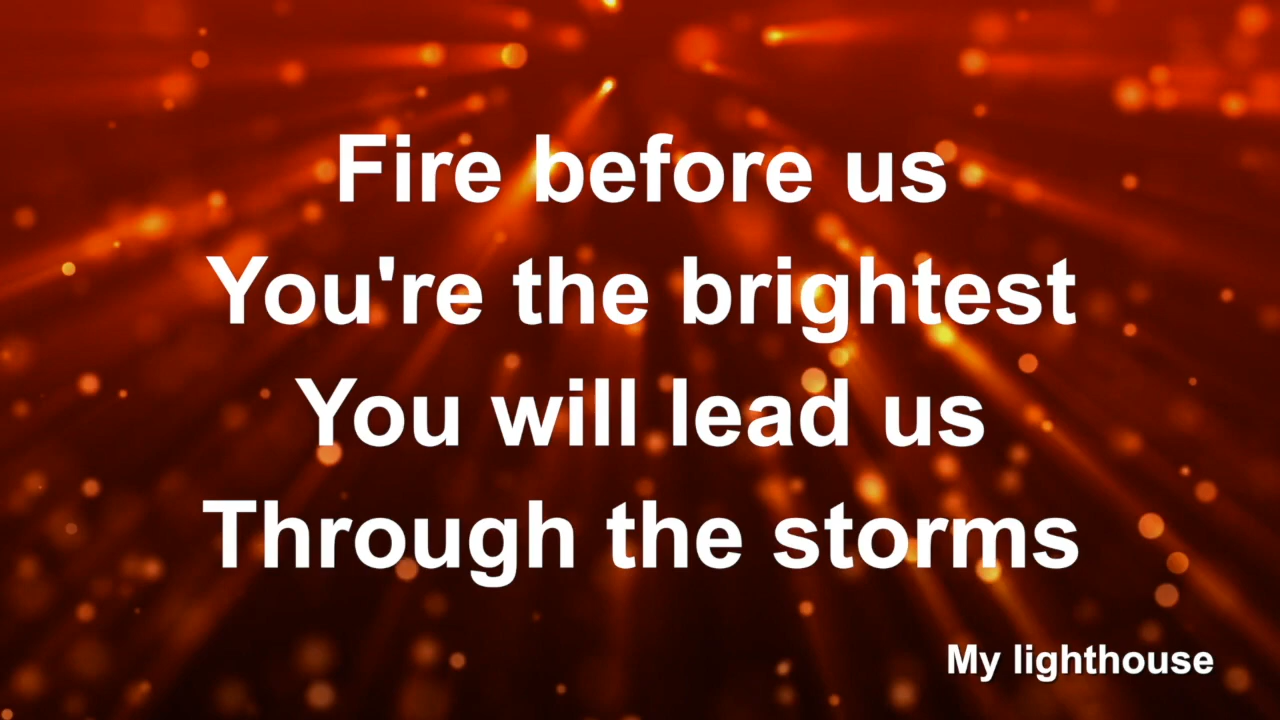 Fire before us
You're the brightest
You will lead us
Through the storms
My lighthouse